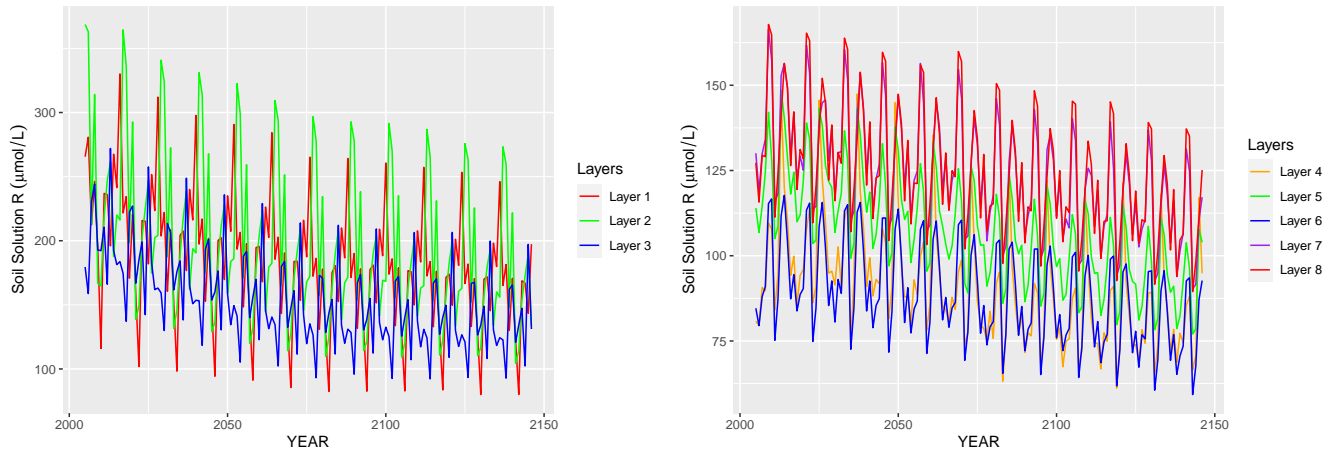 Soil Solution R (µmol/L)
300
200
100
2000
2050
2100
2150
YEAR
Layers
Layer 1
Layer 2
Layer 3
Soil Solution R (µmol/L)
150
125
100
75
2000
2050
2100
2150
YEAR
Layers
Layer 4
Layer 5
Layer 6
Layer 7
Layer 8